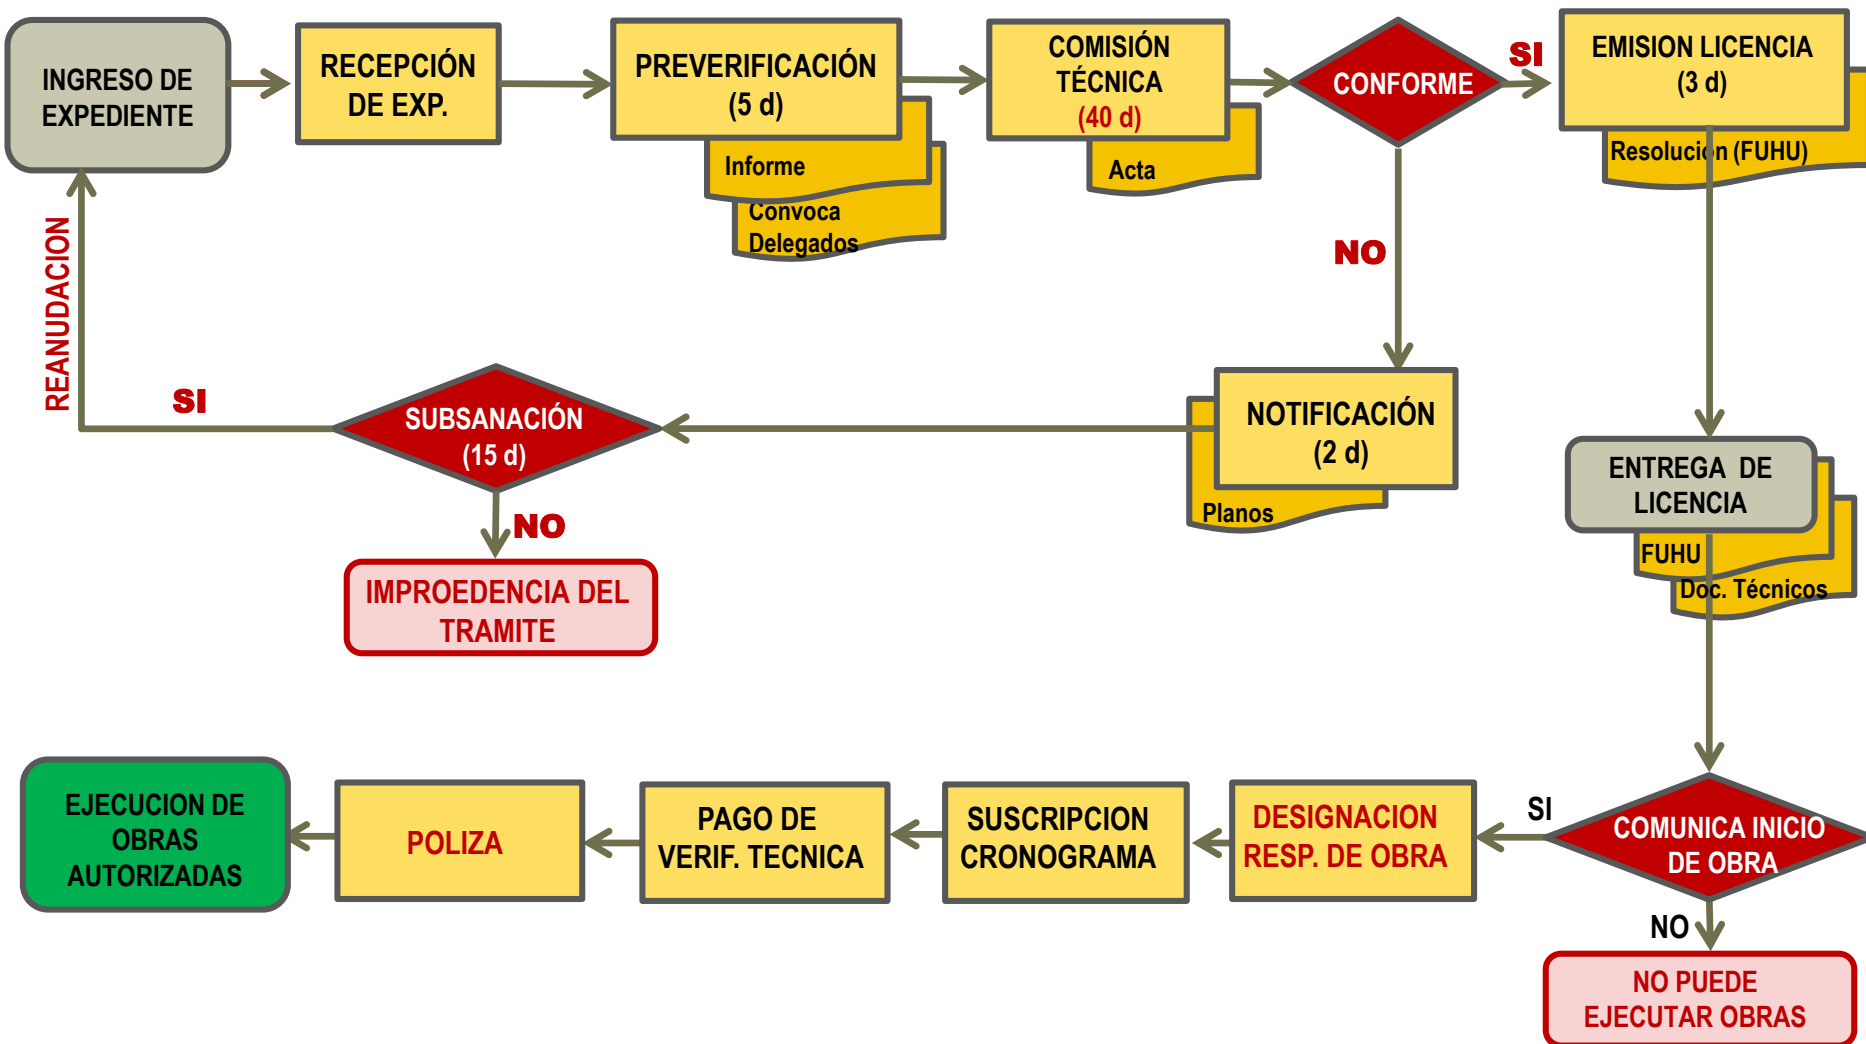 INGRESO DE
EXPEDIENTE
RECEPCIÓN
DE EXP.
PREVERIFICACIÓN
(5 d)
Informe
Convoca
Delegados
COMISIÓN
TÉCNICA
(40 d)
Acta
CONFORME
SI
EMISION LICENCIA
(3 d)
Resolución (FUHU)
NO
REANUDACION
SI
SUBSANACIÓN
(15 d)
NOTIFICACIÓN
(2 d)
Planos
ENTREGA DE
LICENCIA
FUHU
Doc. Técnicos
NO
IMPROEDENCIA DEL
TRAMITE
EJECUCION DE
OBRAS
AUTORIZADAS
POLIZA
PAGO DE
VERIF. TECNICA
SUSCRIPCION
CRONOGRAMA
DESIGNACION
RESP. DE OBRA
SI
COMUNICA INICIO
DE OBRA
NO
NO PUEDE
EJECUTAR OBRAS